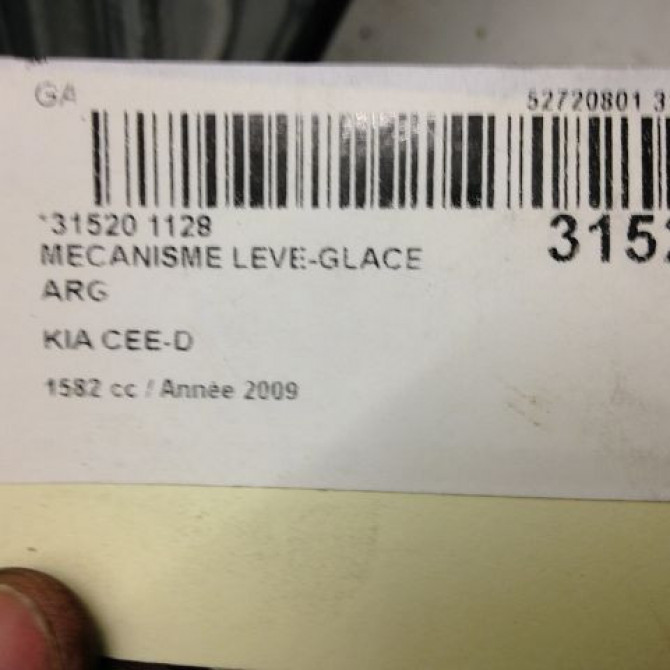 GA
52720801 3
*31520 1128
3152
MECANISME LEVE-GLACE
ARG
KIA CEE-D
1582 cc / Année 2009